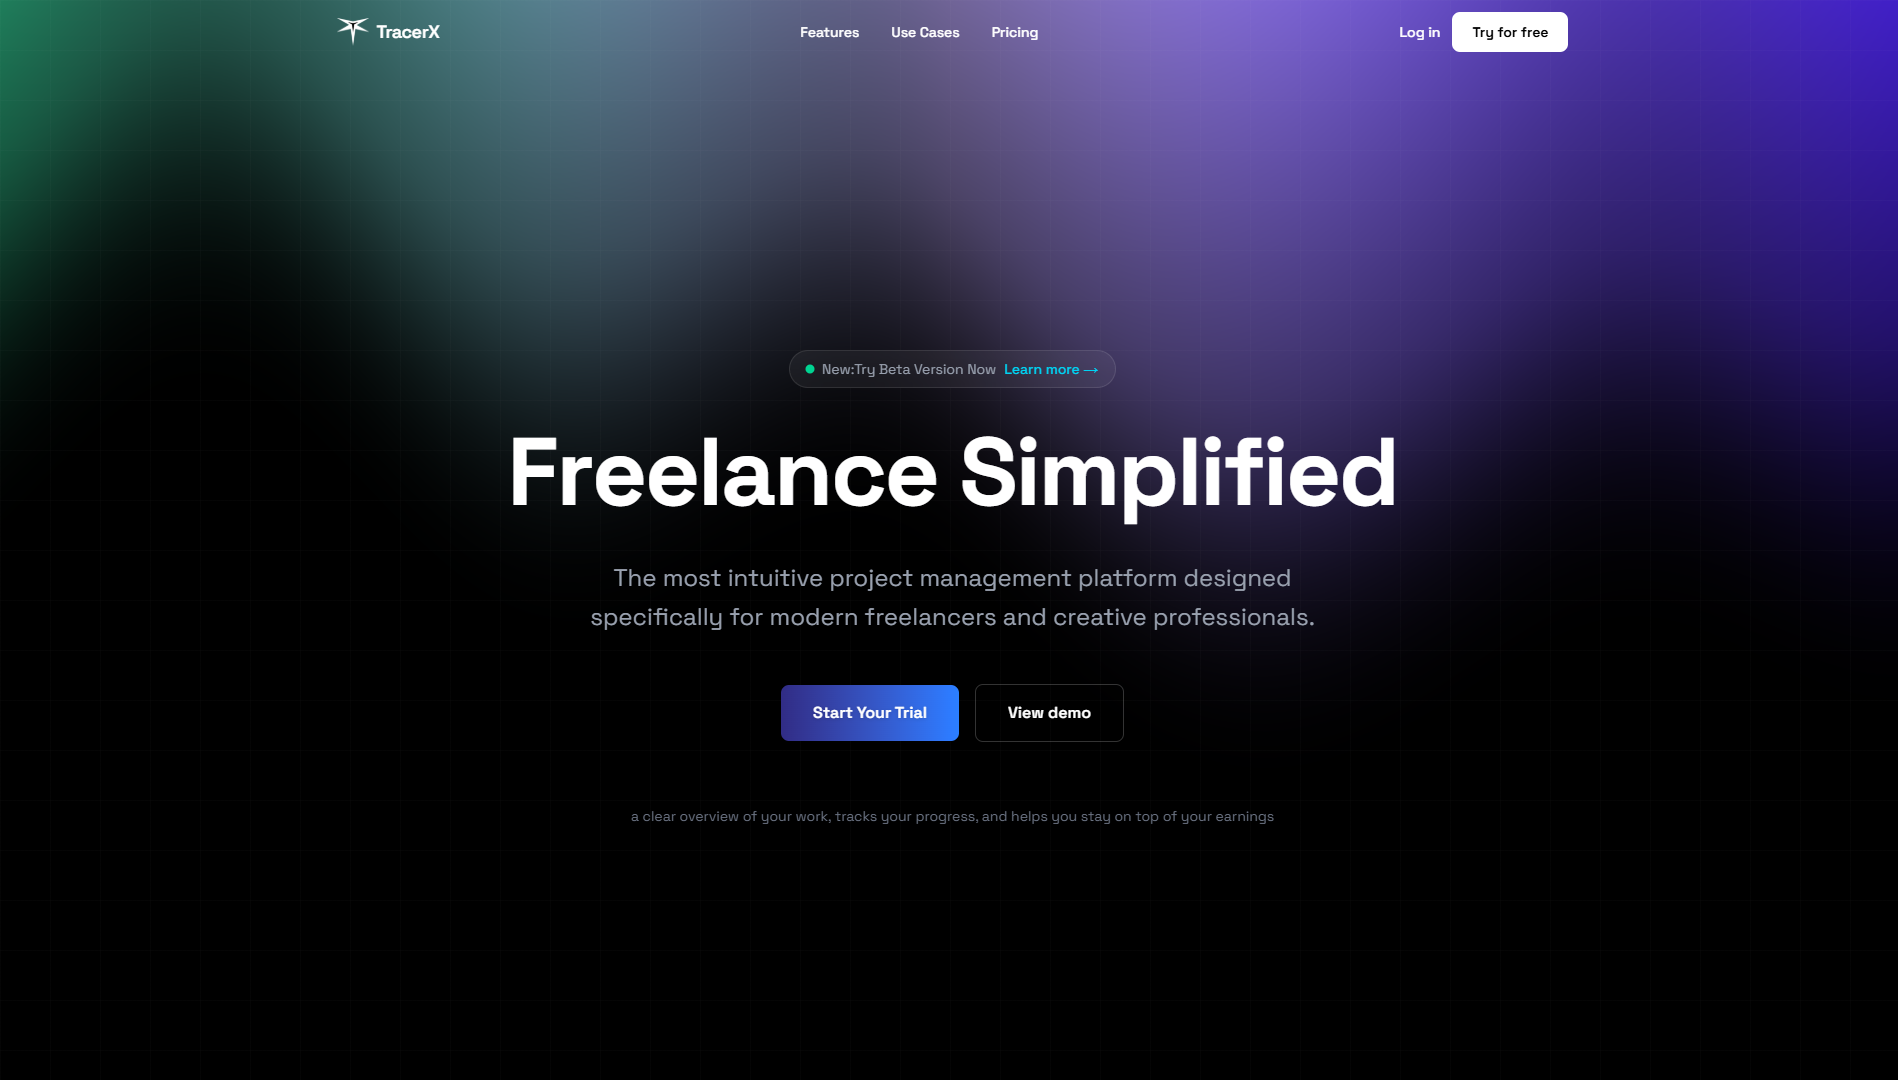 TracerX
Features
Use Cases
Pricing
Log in
Try for free
New:Try Beta Version Now Learn more →
Freelance Simplified
The most intuitive project management platform designed
specifically for modern freelancers and creative professionals.
Start Your Trial
View demo
a clear overview of your work, tracks your progress, and helps you stay on top of your earnings